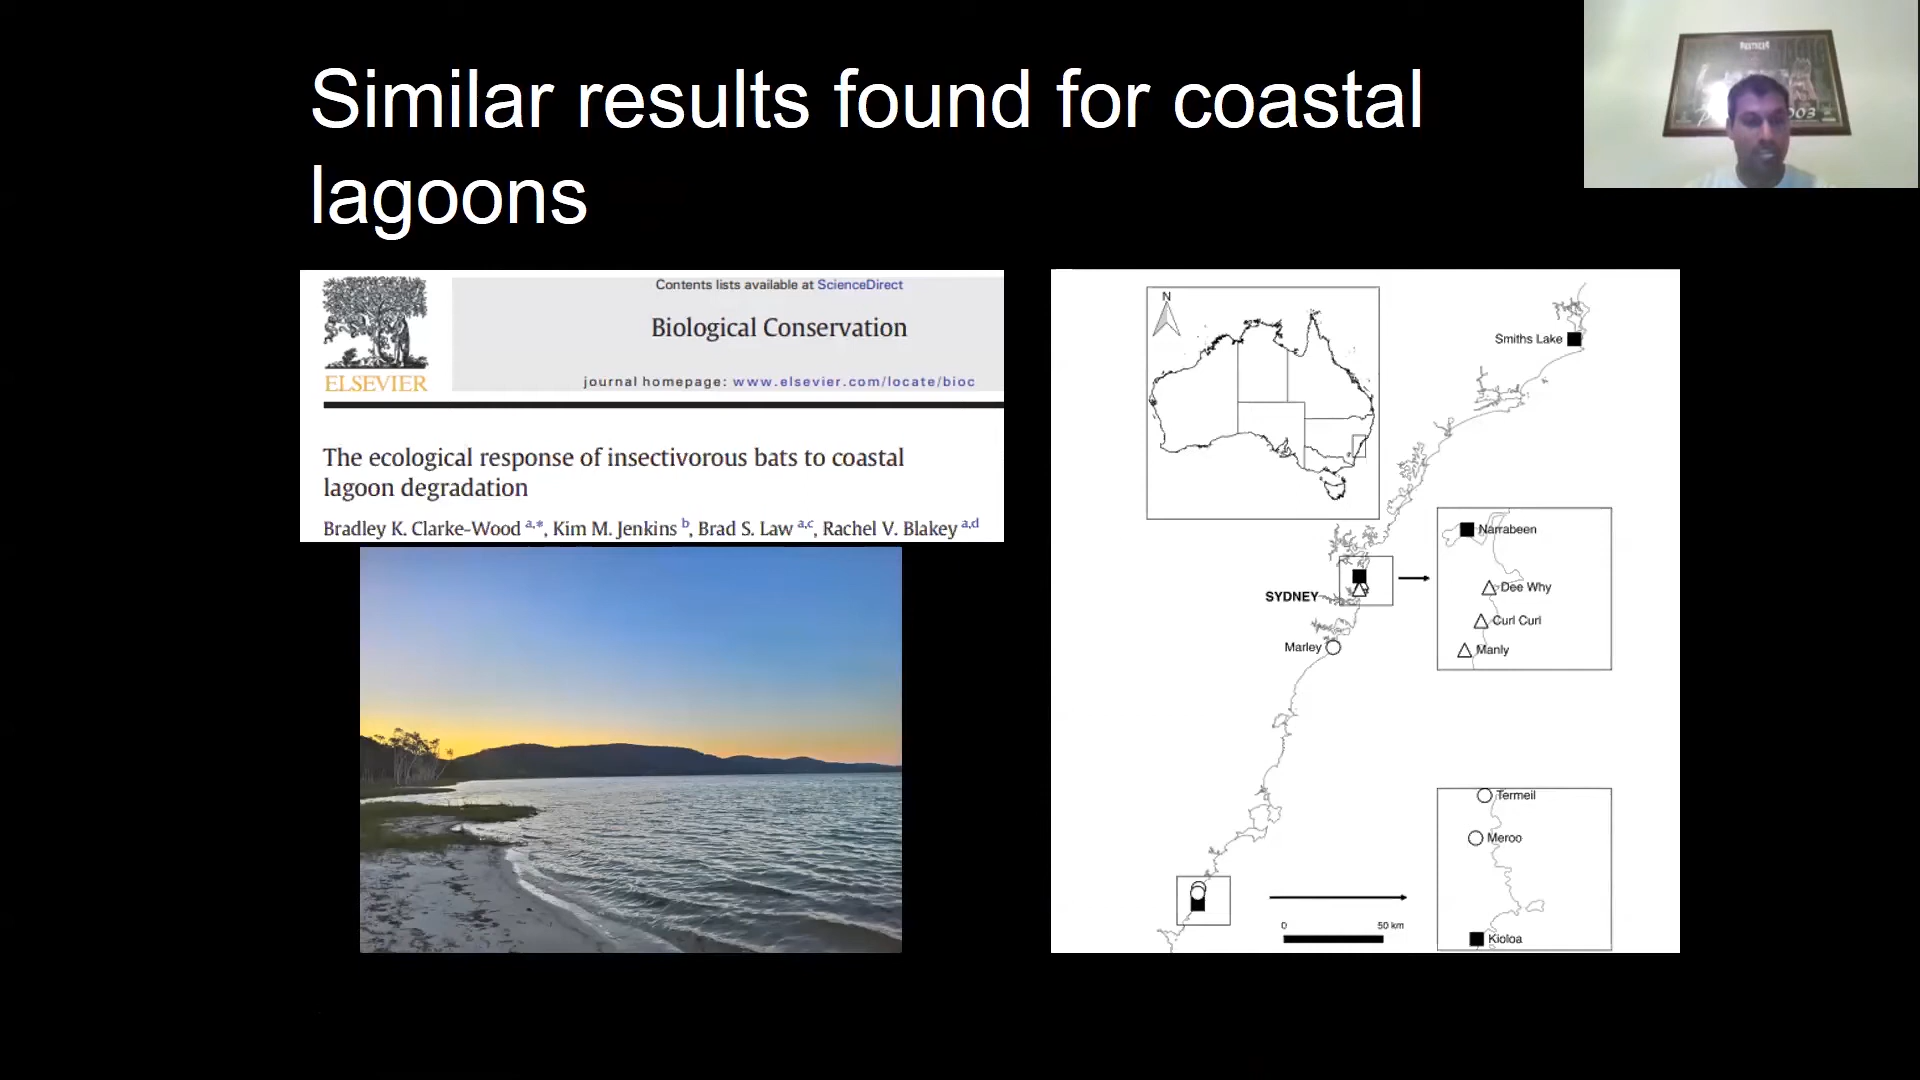 Similar results found for coastal
lagoons
Contents lists available at ScienceDirect
Biological Conservation
journal homepage: www.elsevier.com/locate/bioc
ELSEVIER
The ecological response of insectivorous bats to coastal
lagoon degradation
Bradley K. Clarke-Wood a,*, Kim M. Jenkins b, Brad S. Law a,c, Rachel V. Blakey a,d
N
Smiths Lake
SYDNEY
Marley
Narrabeen
Dee Why
Curl Curl
Manly
Termeil
Meroo
Kioloa
0 50 km